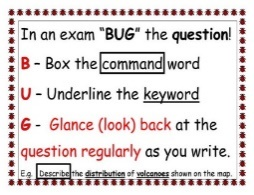 In an exam "BUG" the question!
B – Box the command word
U – Underline the keyword
G - Glance (look) back at the
question regularly as you write.
E.g. Describe the distribution of volcanoes shown on the map.